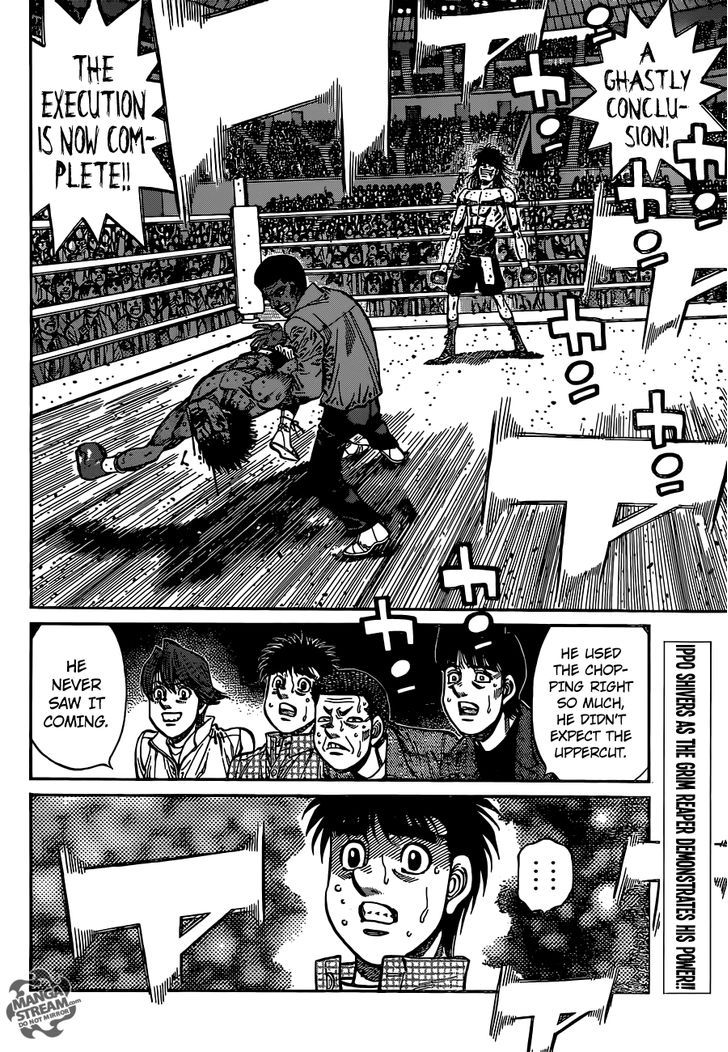 A
GHASTLY
CONCLU-
SION!
THE
EXECUTION
IS NOW COM-
PLETE!!
HE USED
THE CHOP-
PING RIGHT
SO MUCH,
HE DIDN'T
EXPECT THE
UPPERCUT.
HE
NEVER
SAW IT
COMING.
IPPO SHIVERS AS THE GRIM REAPER DEMONSTRATES HIS POWER!!
MANGA
STREAM.com
DO NOT MIRROR